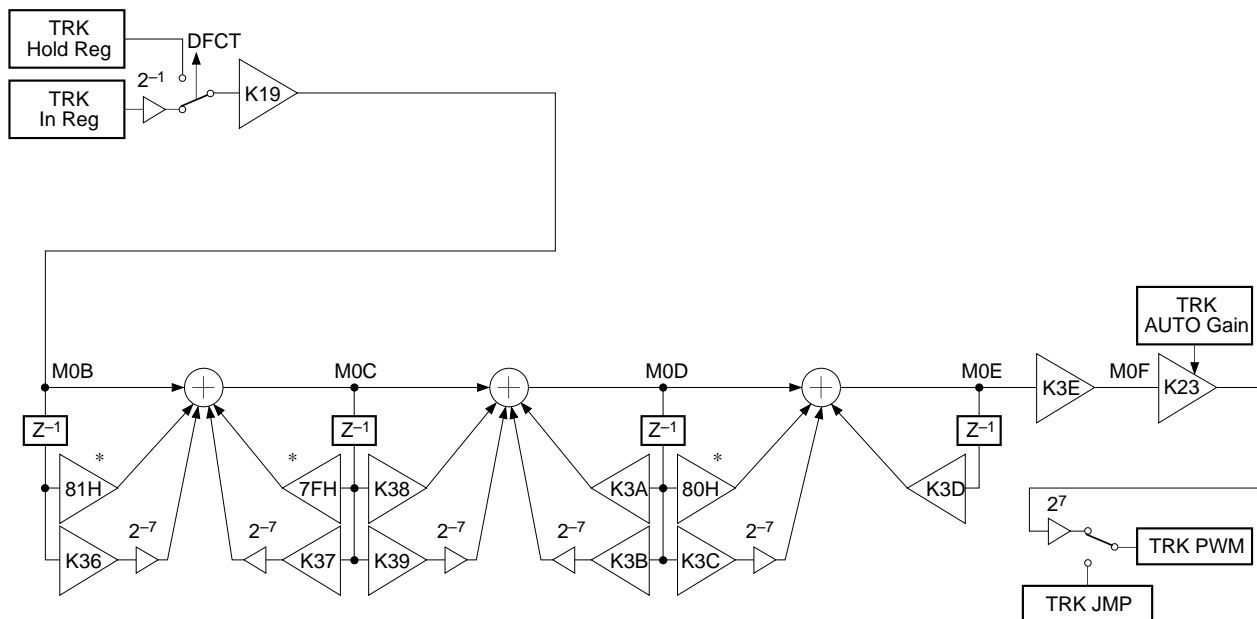 TRK
Hold Reg
DFCT
2⁻¹
TRK
In Reg
K19
TRK
AUTO Gain
M0B
M0C
M0D
M0E
K3E
M0F
K23
Z⁻¹
Z⁻¹
Z⁻¹
Z⁻¹
*
*
*
81H
7FH
K38
K3A
80H
K3D
2⁻⁷
2⁻⁷
2⁻⁷
2⁻⁷
2⁻⁷
K36
K37
K39
K3B
K3C
2⁷
TRK PWM
TRK JMP